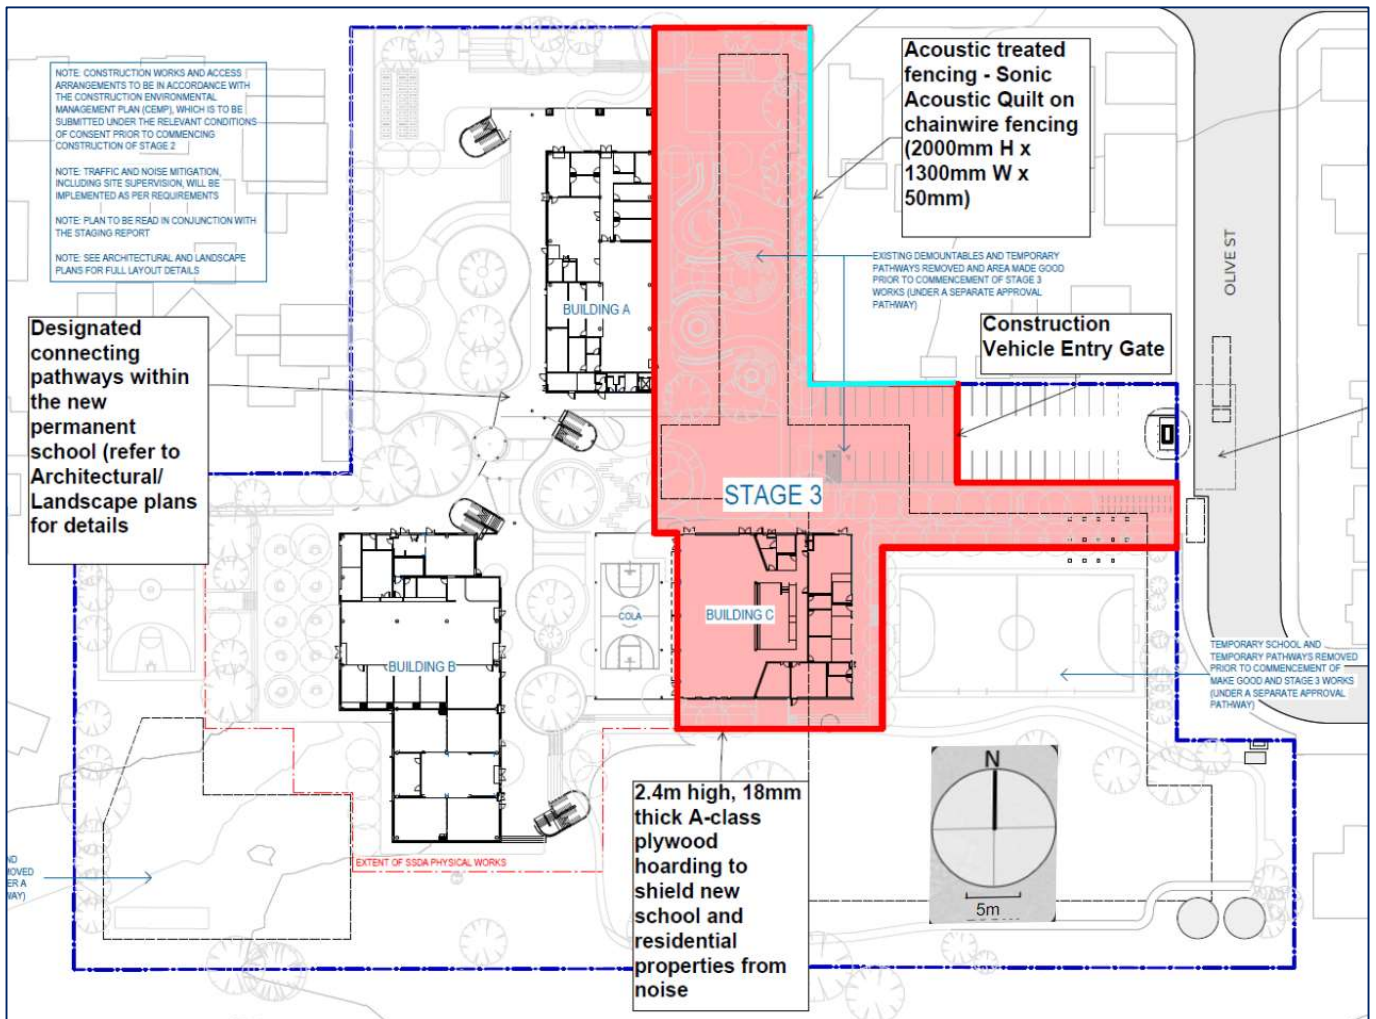 NOTE: CONSTRUCTION WORKS AND ACCESS
ARRANGEMENTS TO BE IN ACCORDANCE WITH
THE CONSTRUCTION ENVIRONMENTAL
MANAGEMENT PLAN (CEMP), WHICH IS TO BE
SUBMITTED UNDER THE RELEVANT CONDITIONS
OF CONSENT PRIOR TO COMMENCING
CONSTRUCTION OF STAGE 2
NOTE: TRAFFIC AND NOISE MITIGATION,
INCLUDING SITE SUPERVISION, WILL BE
IMPLEMENTED AS PER REQUIREMENTS
NOTE: PLAN TO BE READ IN CONJUNCTION WITH
THE STAGING REPORT
NOTE: SEE ARCHITECTURAL AND LANDSCAPE
PLANS FOR FULL LAYOUT DETAILS
Acoustic treated
fencing - Sonic
Acoustic Quilt on
chainwire fencing
(2000mm H x
1300mm W x
50mm)
OLIVE ST
EXISTING DEMOUNTABLES AND TEMPORARY
PATHWAYS REMOVED AND AREA MADE GOOD
PRIOR TO COMMENCEMENT OF STAGE 3
WORKS (UNDER A SEPARATE APPROVAL
PATHWAY)
BUILDING A
Construction
Vehicle Entry Gate
Designated
connecting
pathways within
the new
permanent
school (refer to
Architectural/
Landscape plans
for details
STAGE 3
COLA
BUILDING C
BUILDING B
TEMPORARY SCHOOL AND
TEMPORARY PATHWAYS REMOVED
PRIOR TO COMMENCEMENT OF
MAKE GOOD AND STAGE 3 WORKS
(UNDER A SEPARATE APPROVAL
PATHWAY)
2.4m high, 18mm
thick A-class
plywood
hoarding to
shield new
school and
residential
properties from
noise
N
5m
EXTENT OF SSDA PHYSICAL WORKS
ND
MOVED
ER A
WAY)